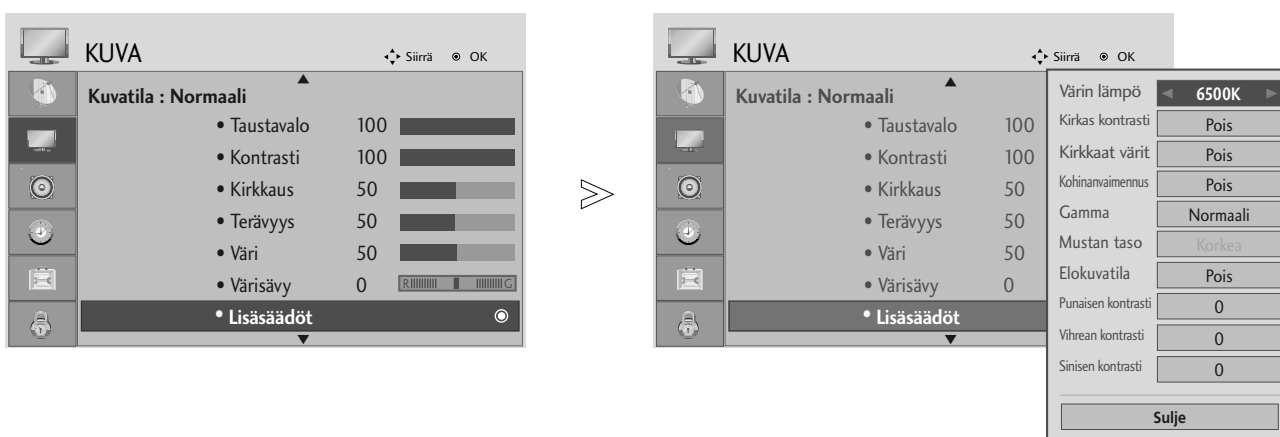 KUVA
Siirrä OK
Kuvatila : Normaali
• Taustavalo 100
• Kontrasti 100
• Kirkkaus 50
• Terävyys 50
• Väri 50
• Värisävy 0 R G
• Lisäsäädöt
KUVA
Siirrä OK
Kuvatila : Normaali
• Taustavalo 100
• Kontrasti 100
• Kirkkaus 50
• Terävyys 50
• Väri 50
• Värisävy 0
• Lisäsäädöt
Värin lämpö 6500K
Kirkas kontrasti Pois
Kirkkaat värit Pois
Kohinanvaimennus Pois
Gamma Normaali
Mustan taso Korkea
Elokuvatila Pois
Punaisen kontrasti 0
Vihrean kontrasti 0
Sinisen kontrasti 0
Sulje